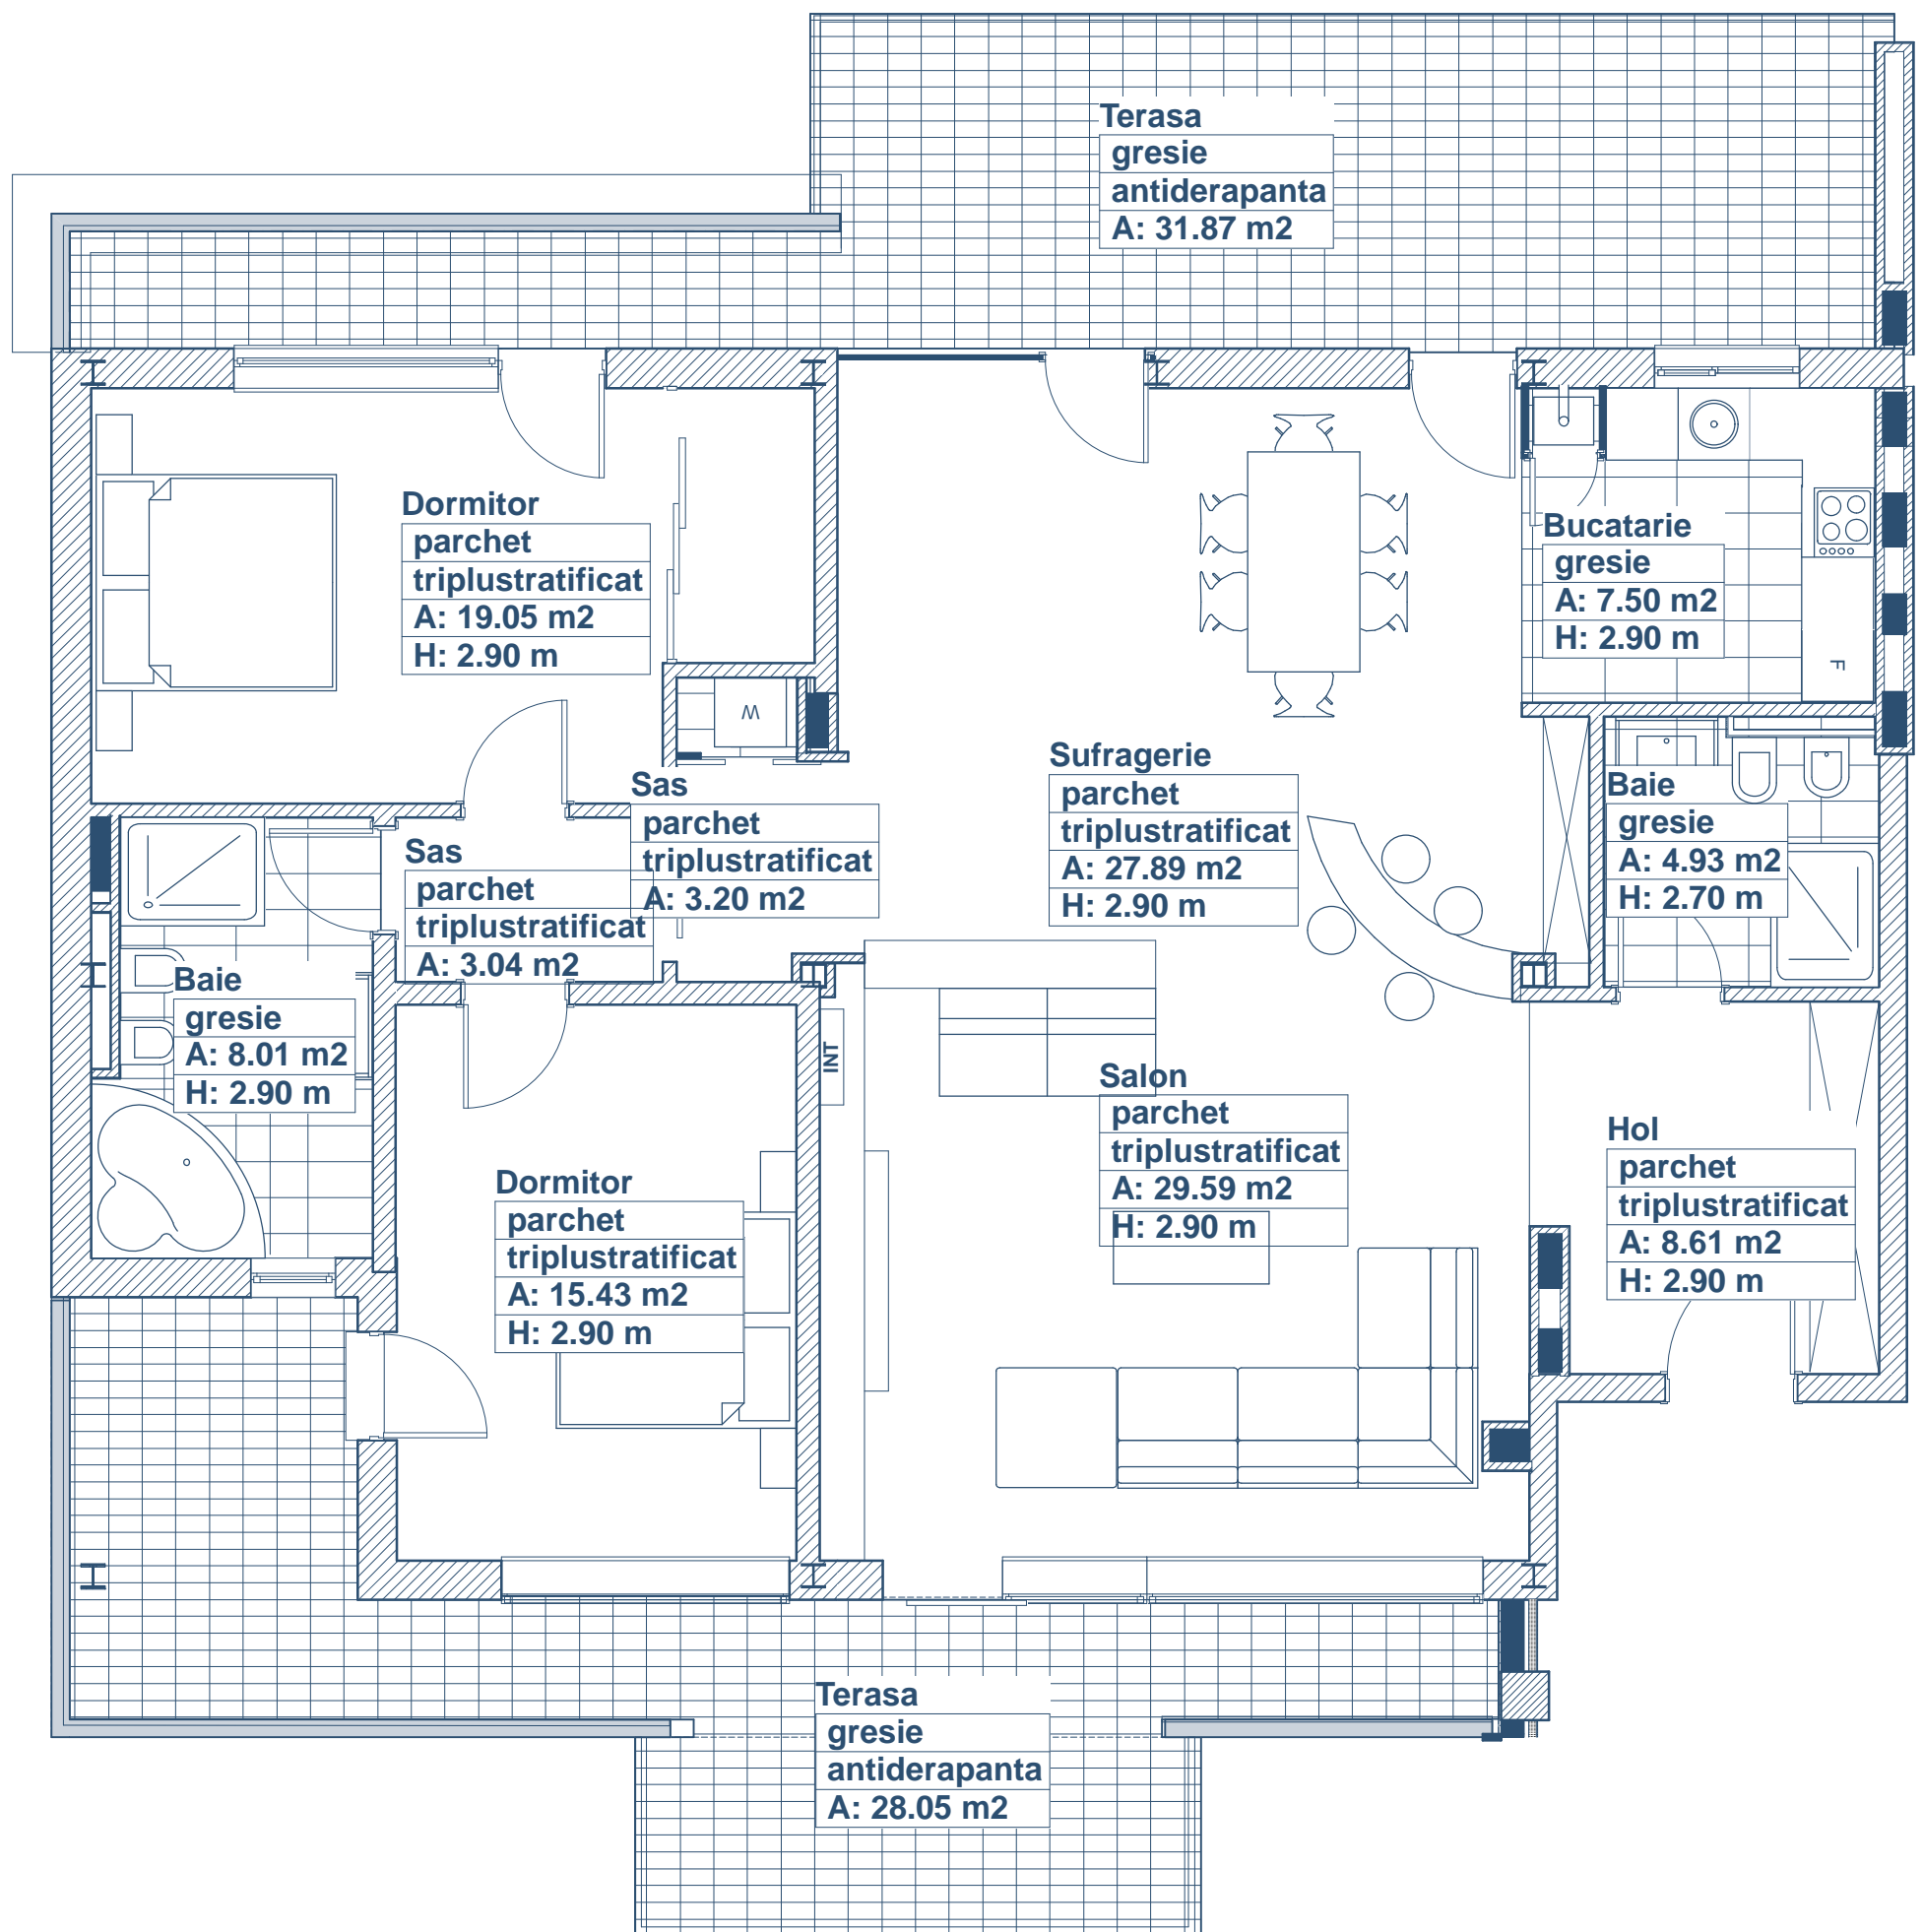 Terasa
gresie
antiderapanta
A: 31.87 m2
Dormitor
parchet
triplustratificat
A: 19.05 m2
H: 2.90 m
Bucatarie
gresie
A: 7.50 m2
H: 2.90 m
F
W
Sufragerie
parchet
triplustratificat
A: 27.89 m2
H: 2.90 m
Sas
parchet
triplustratificat
A: 3.20 m2
Baie
gresie
A: 4.93 m2
H: 2.70 m
Sas
parchet
triplustratificat
A: 3.04 m2
Baie
gresie
A: 8.01 m2
H: 2.90 m
INT
Salon
parchet
triplustratificat
A: 29.59 m2
H: 2.90 m
Hol
parchet
triplustratificat
A: 8.61 m2
H: 2.90 m
Dormitor
parchet
triplustratificat
A: 15.43 m2
H: 2.90 m
Terasa
gresie
antiderapanta
A: 28.05 m2